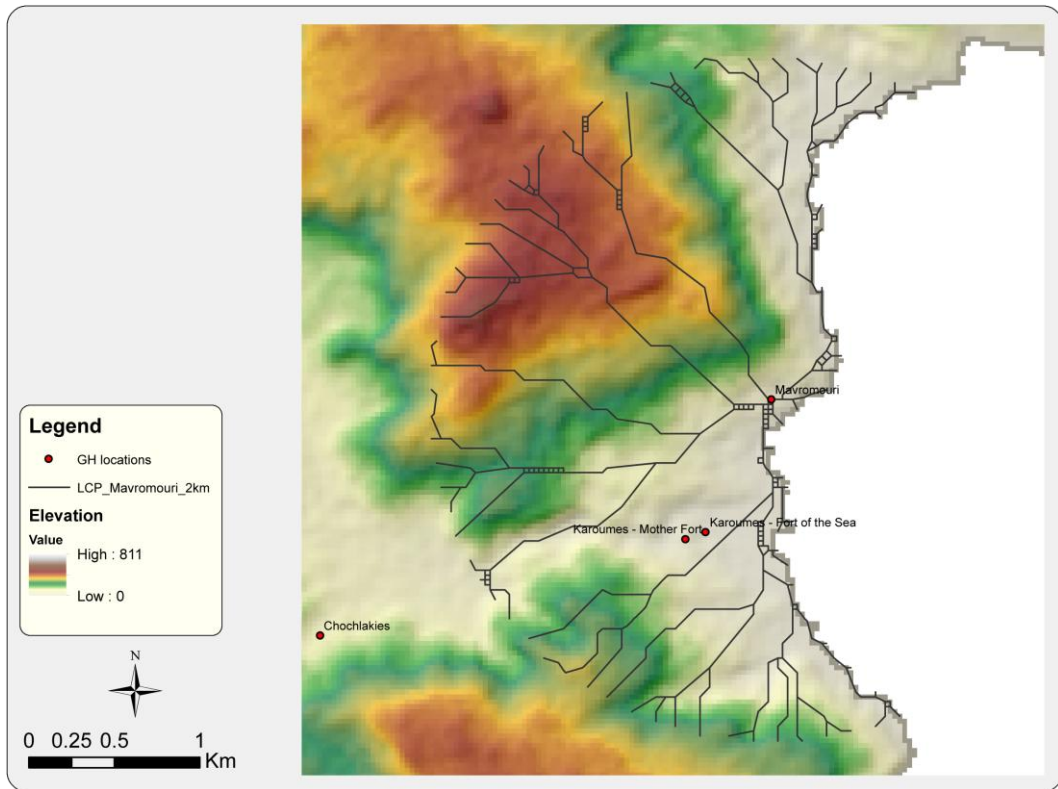 Mavromouri
Karoumes - Mother Fort
Karoumes - Fort of the Sea
Chochlakies
Legend
GH locations
LCP_Mavromouri_2km
Elevation
Value
High : 811
Low : 0
N
0 0.25 0.5 1
Km